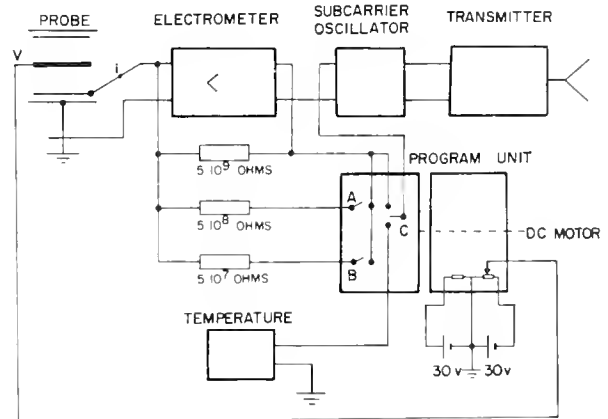 PROBE
ELECTROMETER
SUBCARRIER
OSCILLATOR
TRANSMITTER
V
i
<
5 10⁹ OHMS
PROGRAM UNIT
A
5 10⁸ OHMS
C
DC MOTOR
B
5 10⁷ OHMS
TEMPERATURE
30 v
30 v